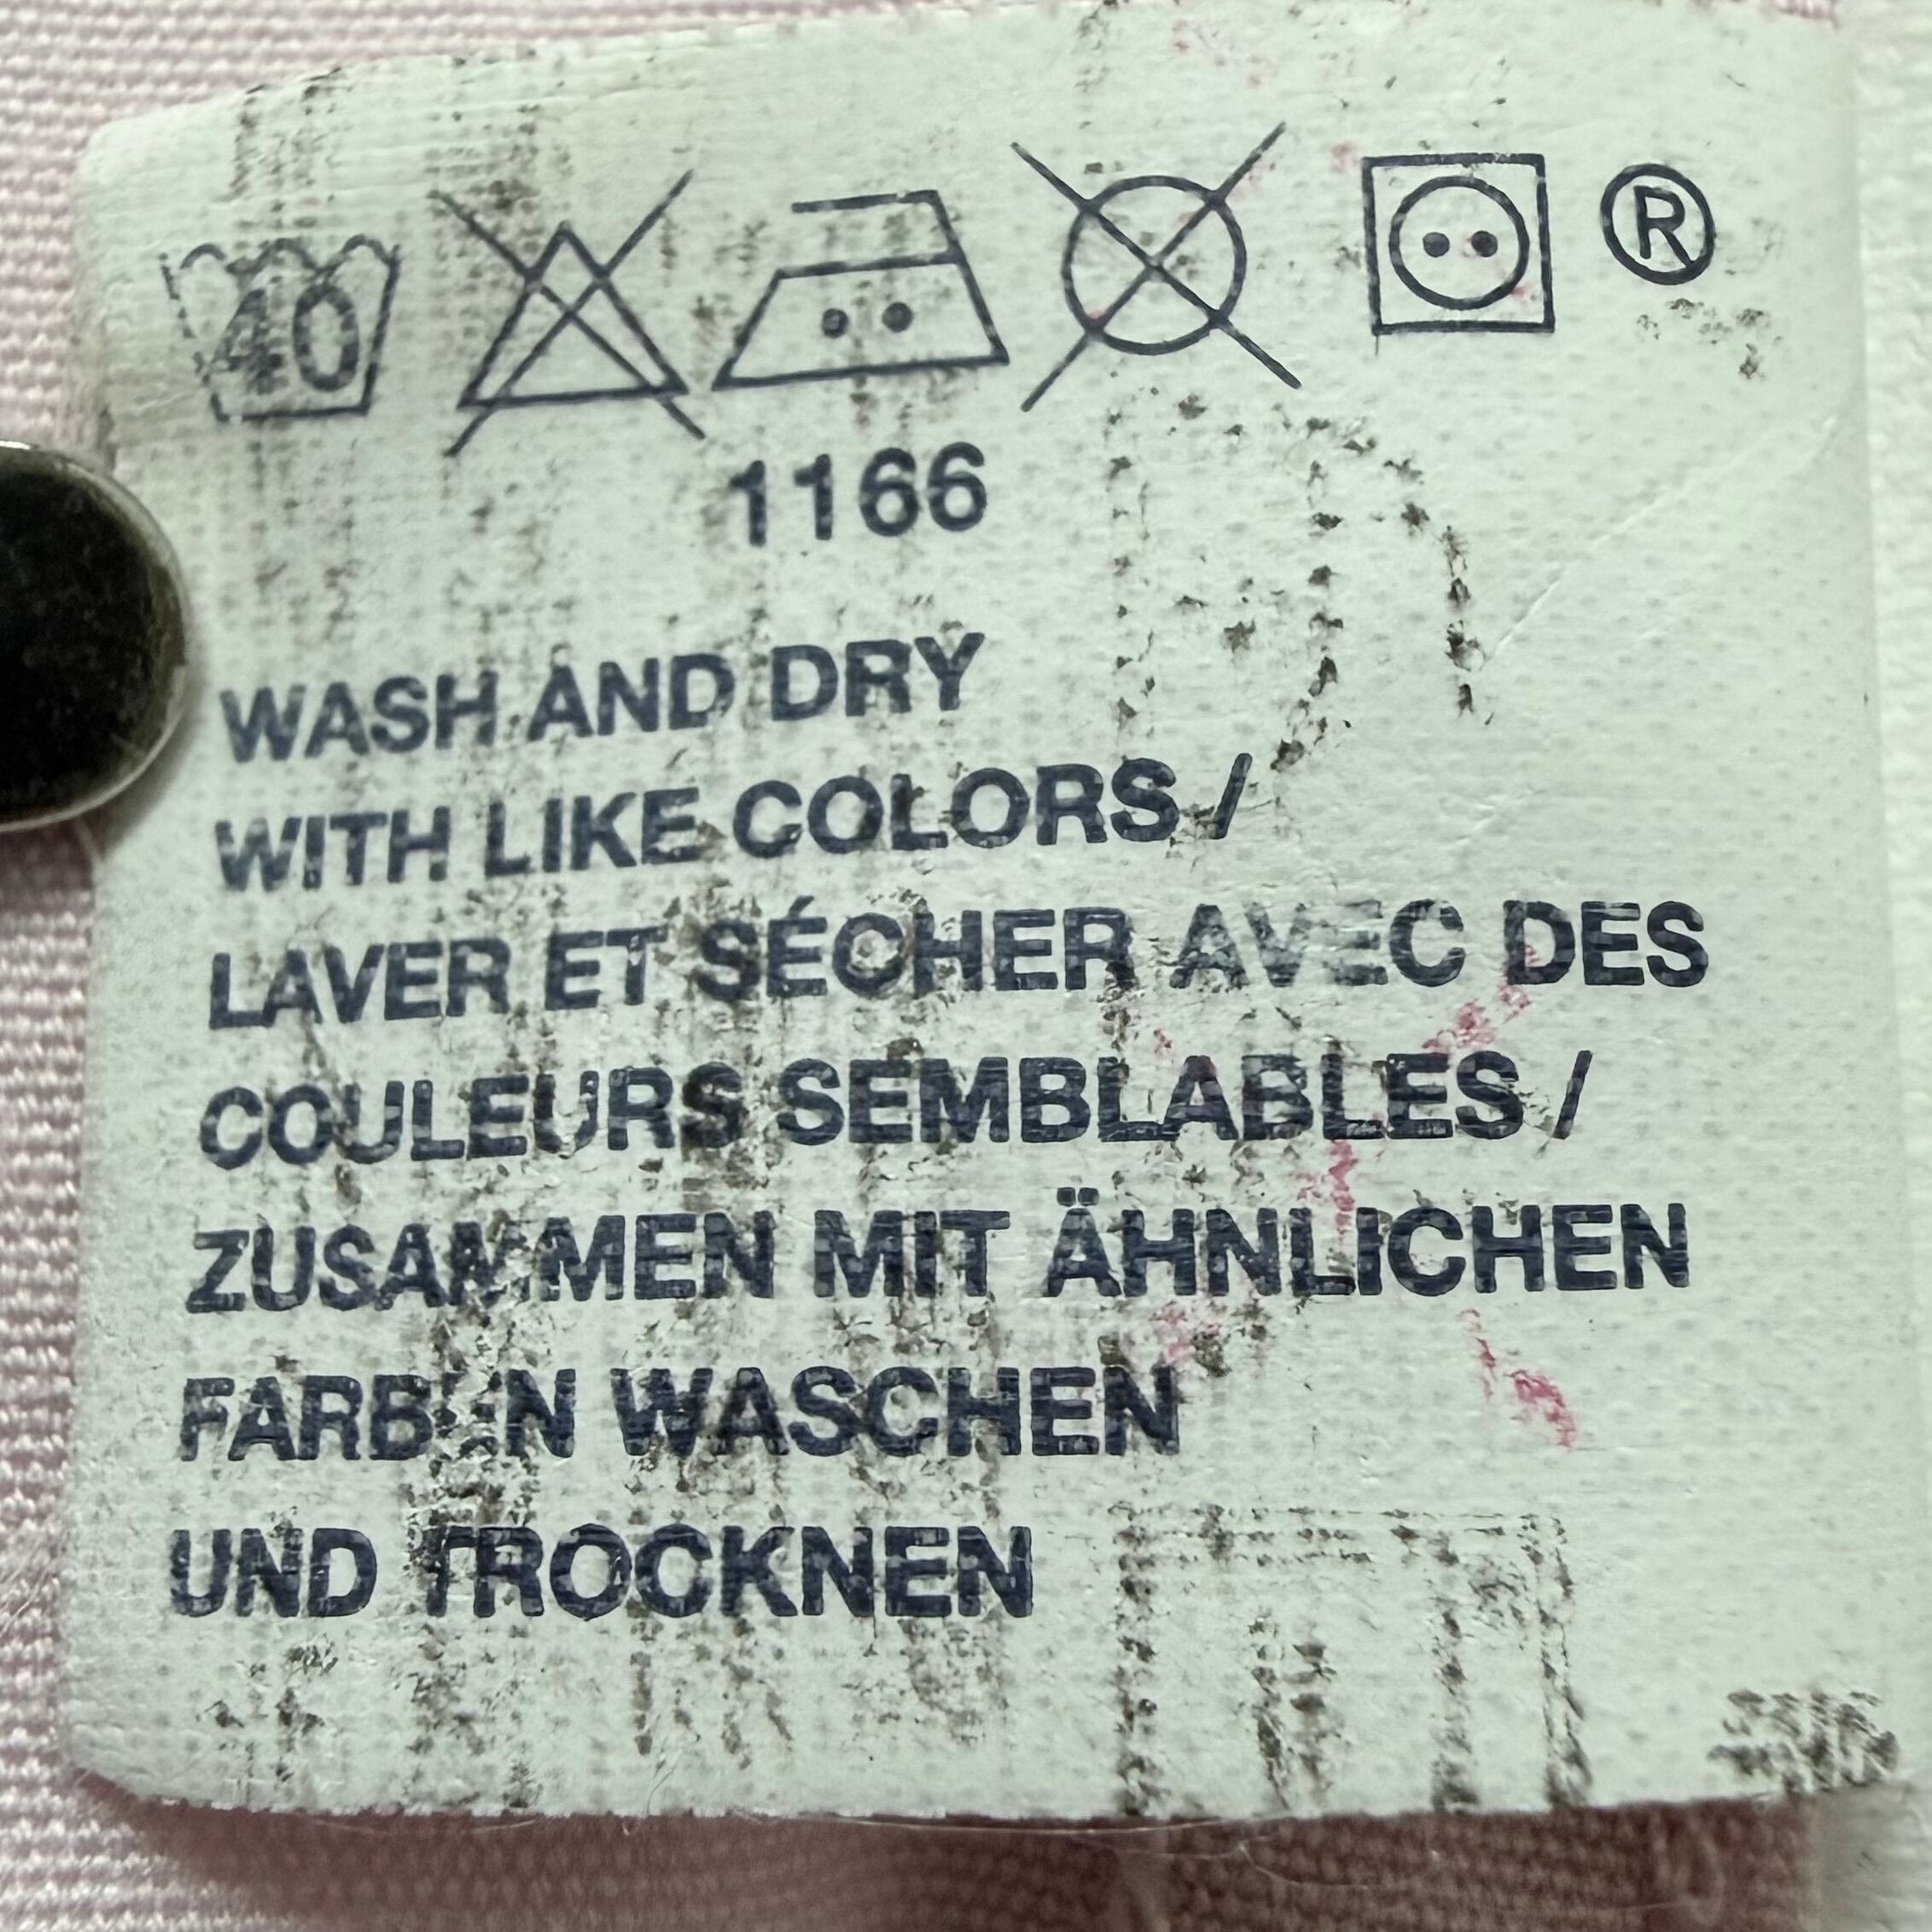 40 ®
1166
WASH AND DRY
WITH LIKE COLORS /
LAVER ET SÉCHER AVEC DES
COULEURS SEMBLABLES /
ZUSAMMEN MIT ÄHNLICHEN
FARBEN WASCHEN
UND TROCKNEN